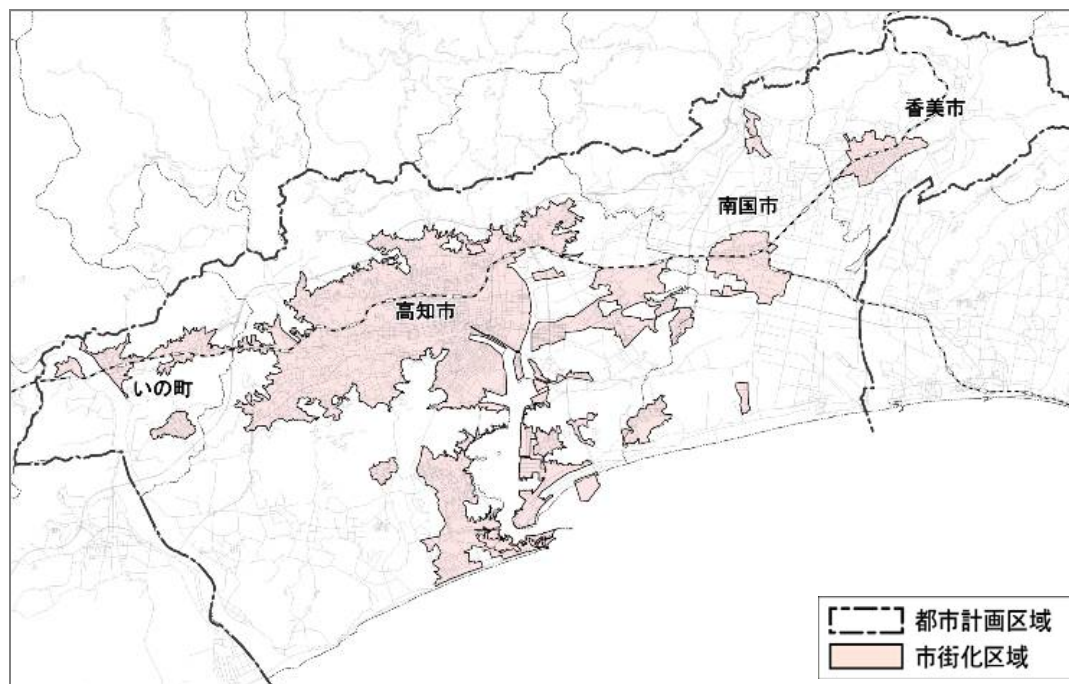 香美市
南国市
高知市
いの町
都市計画区域
市街化区域